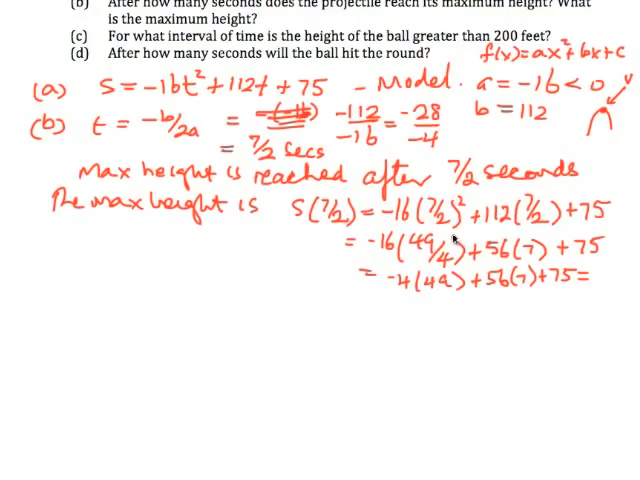 (b) After how many seconds does the projectile reach its maximum height? What
is the maximum height?
(c) For what interval of time is the height of the ball greater than 200 feet?
(d) After how many seconds will the ball hit the round?
f(x)=ax²+bx+c
(a) s = -16t² + 112t + 75 - Model. a = -16 < 0 v
(b) t = -b/2a = -112/-16 = -28/-4 b = 112
= 7/2 secs
Max height is reached after 7/2 seconds
The max height is s(7/2) = -16(7/2)² + 112(7/2) + 75
= -16(49/4) + 56(7) + 75
= -4(49) + 56(7) + 75 =